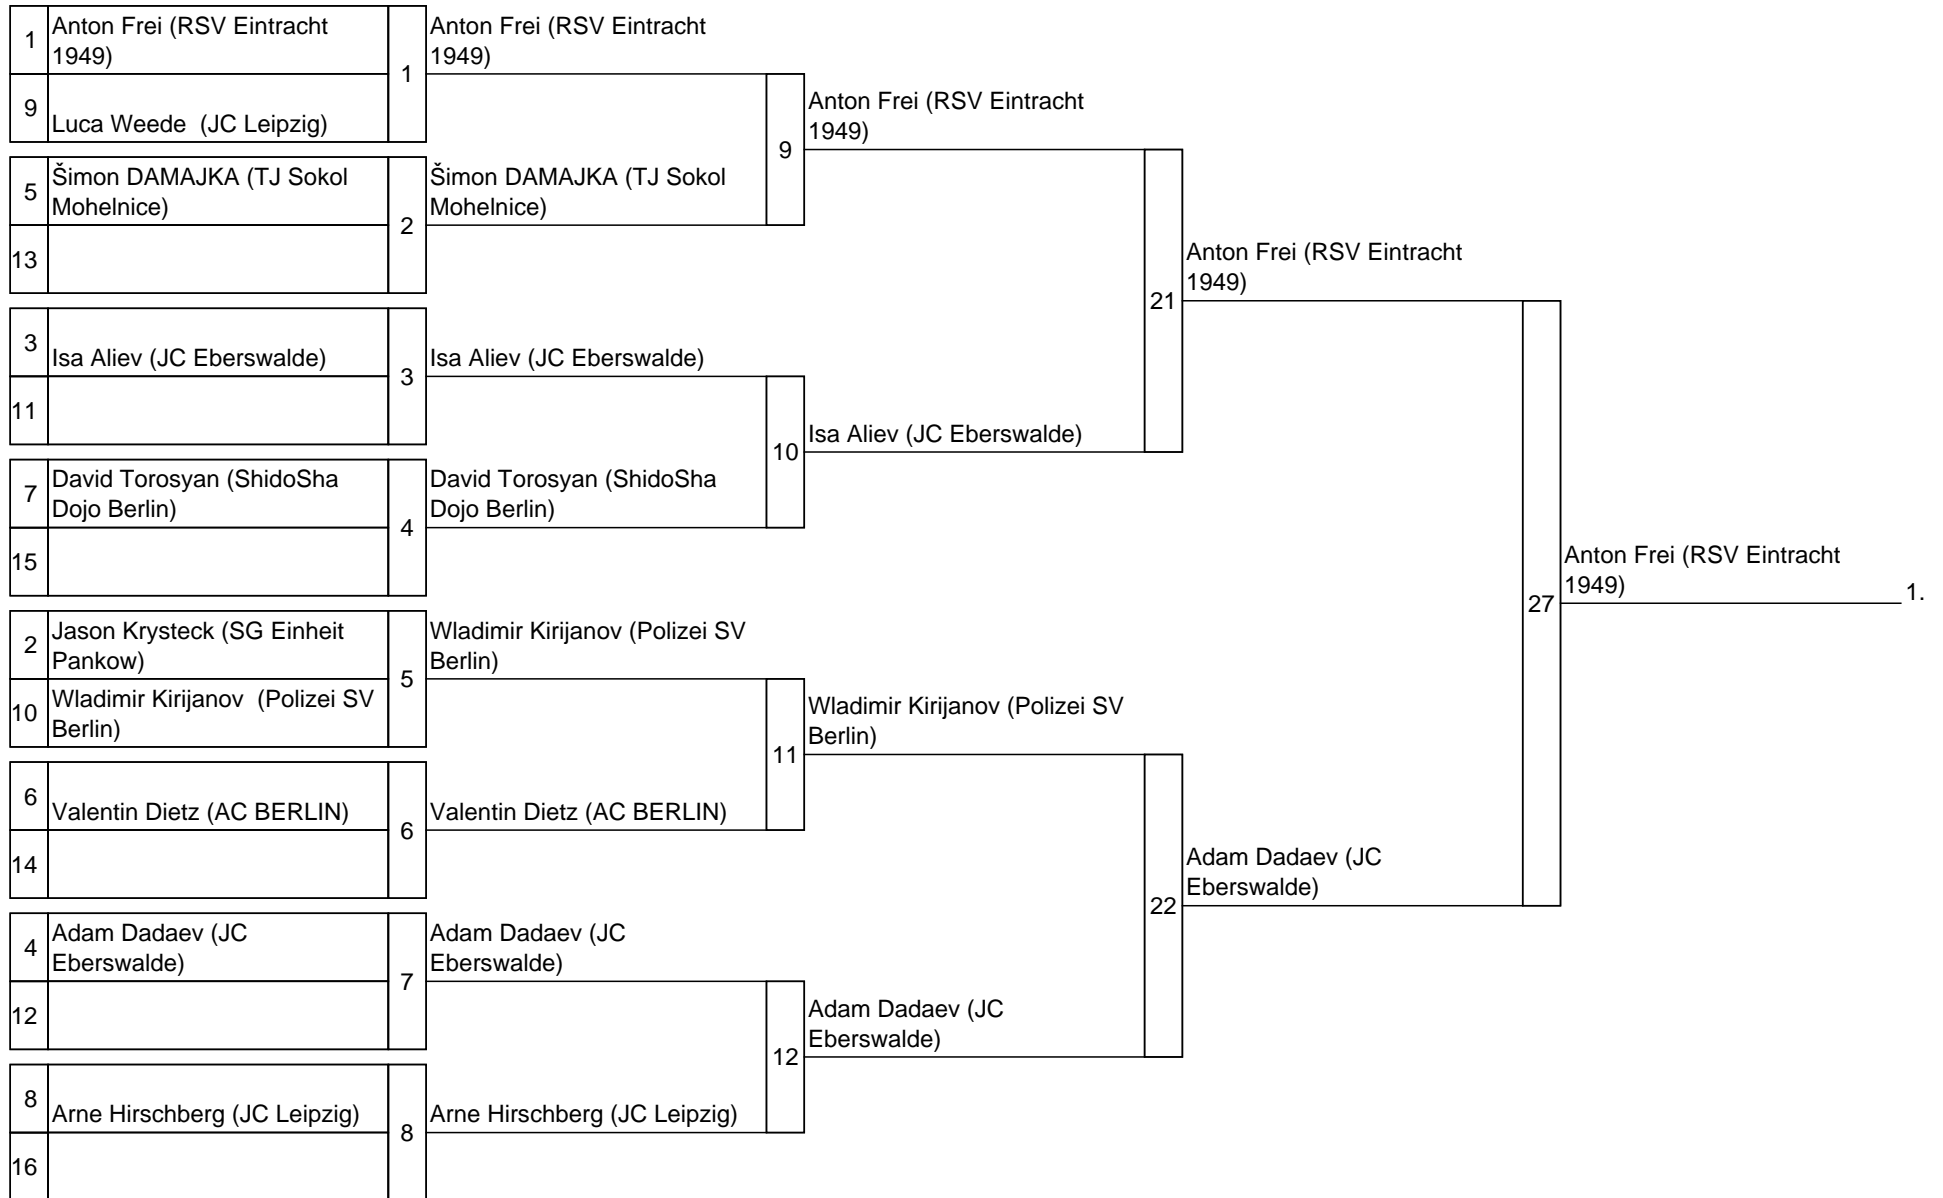 1
Anton Frei (RSV Eintracht
1949)
9
Luca Weede  (JC Leipzig)
1
5
Šimon DAMAJKA (TJ Sokol
Mohelnice)
13
2
3
Isa Aliev (JC Eberswalde)
11
3
7
David Torosyan (ShidoSha
Dojo Berlin)
15
4
2
Jason Krysteck (SG Einheit
Pankow)
10
Wladimir Kirijanov  (Polizei SV
Berlin)
5
6
Valentin Dietz (AC BERLIN)
14
6
4
Adam Dadaev (JC
Eberswalde)
12
7
8
Arne Hirschberg (JC Leipzig)
16
8
Anton Frei (RSV Eintracht
1949)
Šimon DAMAJKA (TJ Sokol
Mohelnice)
9
Isa Aliev (JC Eberswalde)
David Torosyan (ShidoSha
Dojo Berlin)
10
Wladimir Kirijanov (Polizei SV
Berlin)
Valentin Dietz (AC BERLIN)
11
Adam Dadaev (JC
Eberswalde)
Arne Hirschberg (JC Leipzig)
12
Anton Frei (RSV Eintracht
1949)
Isa Aliev (JC Eberswalde)
21
Wladimir Kirijanov (Polizei SV
Berlin)
Adam Dadaev (JC
Eberswalde)
22
Anton Frei (RSV Eintracht
1949)
Adam Dadaev (JC
Eberswalde)
27
Anton Frei (RSV Eintracht
1949)
1.